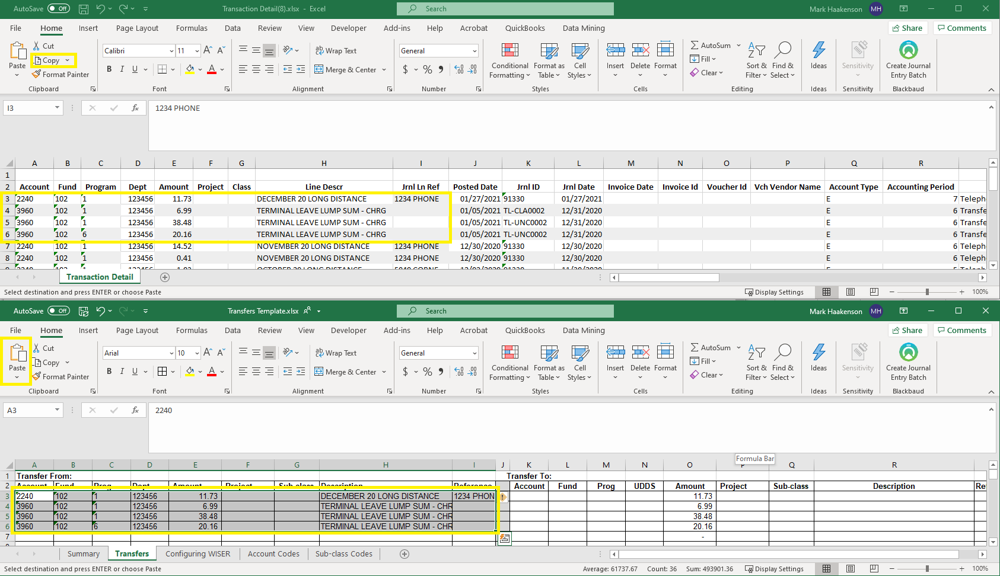 AutoSave Off Transaction Detail(8).xlsx - Excel Search Mark Haakenson MH
File Home Insert Page Layout Formulas Data Review View Developer Add-ins Help Acrobat QuickBooks Data Mining Share Comments
Paste Cut Copy Format Painter Clipboard
Calibri 11 B I U A Font
Wrap Text Merge & Center Alignment
General $ % Number
Conditional Formatting Format as Table Cell Styles Styles
Insert Delete Format Cells
AutoSum Fill Clear Sort & Filter Find & Select Editing
Ideas Ideas
Sensitivity Sensitivity
Create Journal Entry Batch Blackbaud
I3 fx 1234 PHONE
A B C D E F G H I J K L M N O P Q R
1
2 Account Fund Program Dept Amount Project Class Line Descr Jrnl Ln Ref Posted Date Jrnl ID Jrnl Date Invoice Date Invoice Id Voucher Id Vch Vendor Name Account Type Accounting Period
3 2240 102 1 123456 11.73 DECEMBER 20 LONG DISTANCE 1234 PHONE 01/27/2021 91330 01/27/2021 E 7 Teleph
4 3960 102 1 123456 6.99 TERMINAL LEAVE LUMP SUM - CHRG 01/05/2021 TL-CLA0002 12/31/2020 E 6 Transfe
5 3960 102 1 123456 38.48 TERMINAL LEAVE LUMP SUM - CHRG 01/05/2021 TL-UNC0002 12/31/2020 E 6 Transfe
6 3960 102 6 123456 20.16 TERMINAL LEAVE LUMP SUM - CHRG 01/05/2021 TL-UNC0002 12/31/2020 E 6 Transfe
7 2240 102 1 123456 14.52 NOVEMBER 20 LONG DISTANCE 1234 PHONE 12/30/2020 91330 12/30/2020 E 6 Teleph
8 2240 102 1 123456 0.41 NOVEMBER 20 LONG DISTANCE 1234 PHONE 12/30/2020 91330 12/30/2020 E 6 Teleph
Transaction Detail
Select destination and press ENTER or choose Paste Display Settings 100%
AutoSave Off Transfers Template.xlsx Search Mark Haakenson MH
File Home Insert Page Layout Formulas Data Review View Developer Add-ins Help Acrobat QuickBooks Data Mining Share Comments
Paste Cut Copy Format Painter Clipboard
Arial 10 B I U A Font
Wrap Text Merge & Center Alignment
General $ % Number
Conditional Formatting Format as Table Cell Styles Styles
Insert Delete Format Cells
AutoSum Fill Clear Sort & Filter Find & Select Editing
Ideas Ideas
Sensitivity Sensitivity
Create Journal Entry Batch Blackbaud
A3 fx 2240
Formula Bar
A B C D E F G H I J K L M N O P Q R
1 Transfer From: Transfer To:
2 Account Fund Prog Dept Amount Project Sub-class Description Reference Account Fund Prog UDDS Amount Project Sub-class Description Re
3 2240 102 1 123456 11.73 DECEMBER 20 LONG DISTANCE 1234 PHON 11.73
4 3960 102 1 123456 6.99 TERMINAL LEAVE LUMP SUM - CHR 6.99
5 3960 102 1 123456 38.48 TERMINAL LEAVE LUMP SUM - CHR 38.48
6 3960 102 6 123456 20.16 TERMINAL LEAVE LUMP SUM - CHR 20.16
7 -
Summary Transfers Configuring WISER Account Codes Sub-class Codes
Select destination and press ENTER or choose Paste Average: 61737.67 Count: 36 Sum: 493901.36 Display Settings 100%